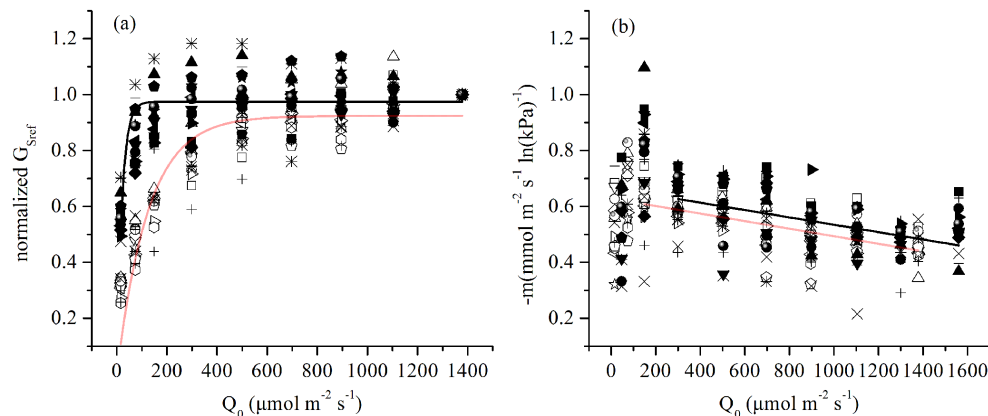 (a)
normalized G_Sref
1.2
1.0
0.8
0.6
0.4
0.2
0 200 400 600 800 1000 1200 1400
Q_0 (μmol m^-2 s^-1)
(b)
-m(mmol m^-2 s^-1 ln(kPa)^-1)
1.2
1.0
0.8
0.6
0.4
0.2
0 200 400 600 800 1000 1200 1400 1600
Q_0 (μmol m^-2 s^-1)